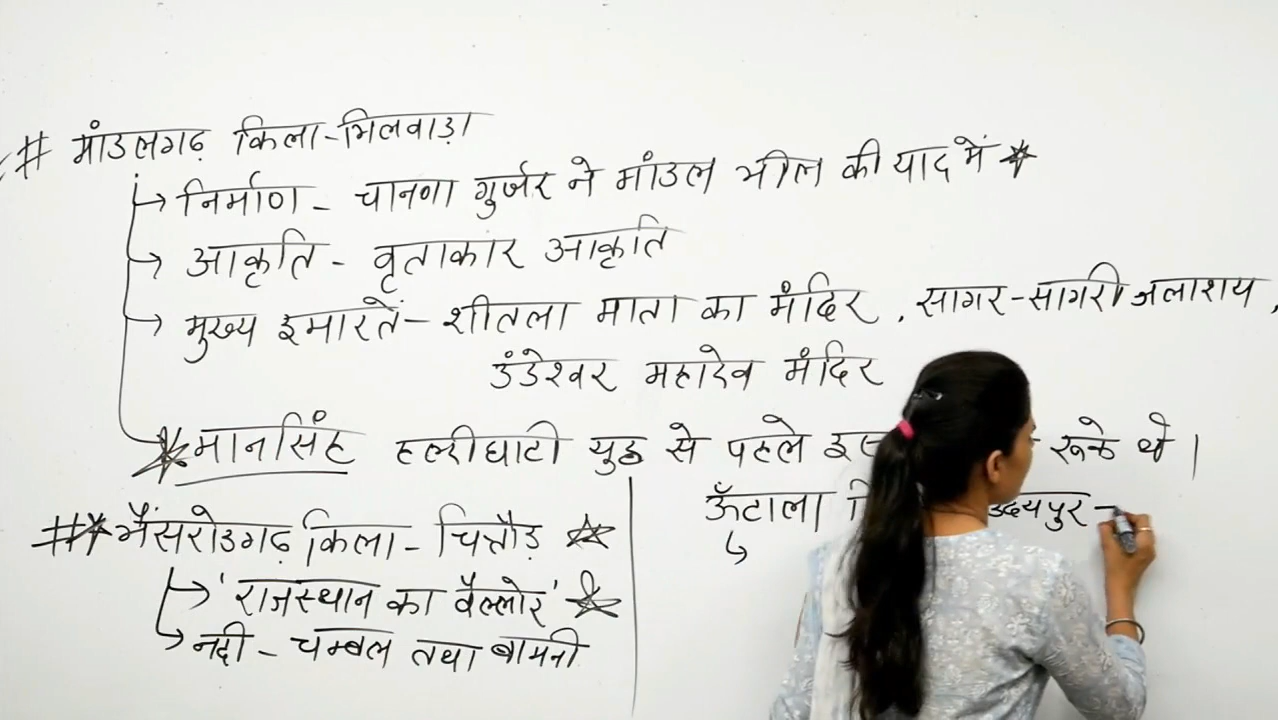 # मांडलगढ़ किला - भिलवाड़ा
→ निर्माण - चानणा गुर्जर ने मांडल भील की याद में ★
→ आकृति - वृताकार आकृति
→ मुख्य इमारतें - शीतला माता का मंदिर, सागर-सागरी जलाशय,
उंडेश्वर महादेव मंदिर
★ मानसिंह हल्दीघाटी युद्ध से पहले रूके थे।
## भैंसरोडगढ़ किला - चित्तौड़ ☆
→ 'राजस्थान का वैल्लोर' ☆
→ नदी - चम्बल तथा बामनी
ऊँटाला उदयपुर -
↳